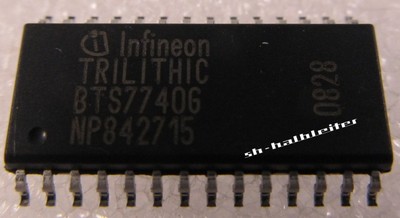 Infineon
TRILITHIC
BTS7740G
NP842715
0828
sh-halbleiter